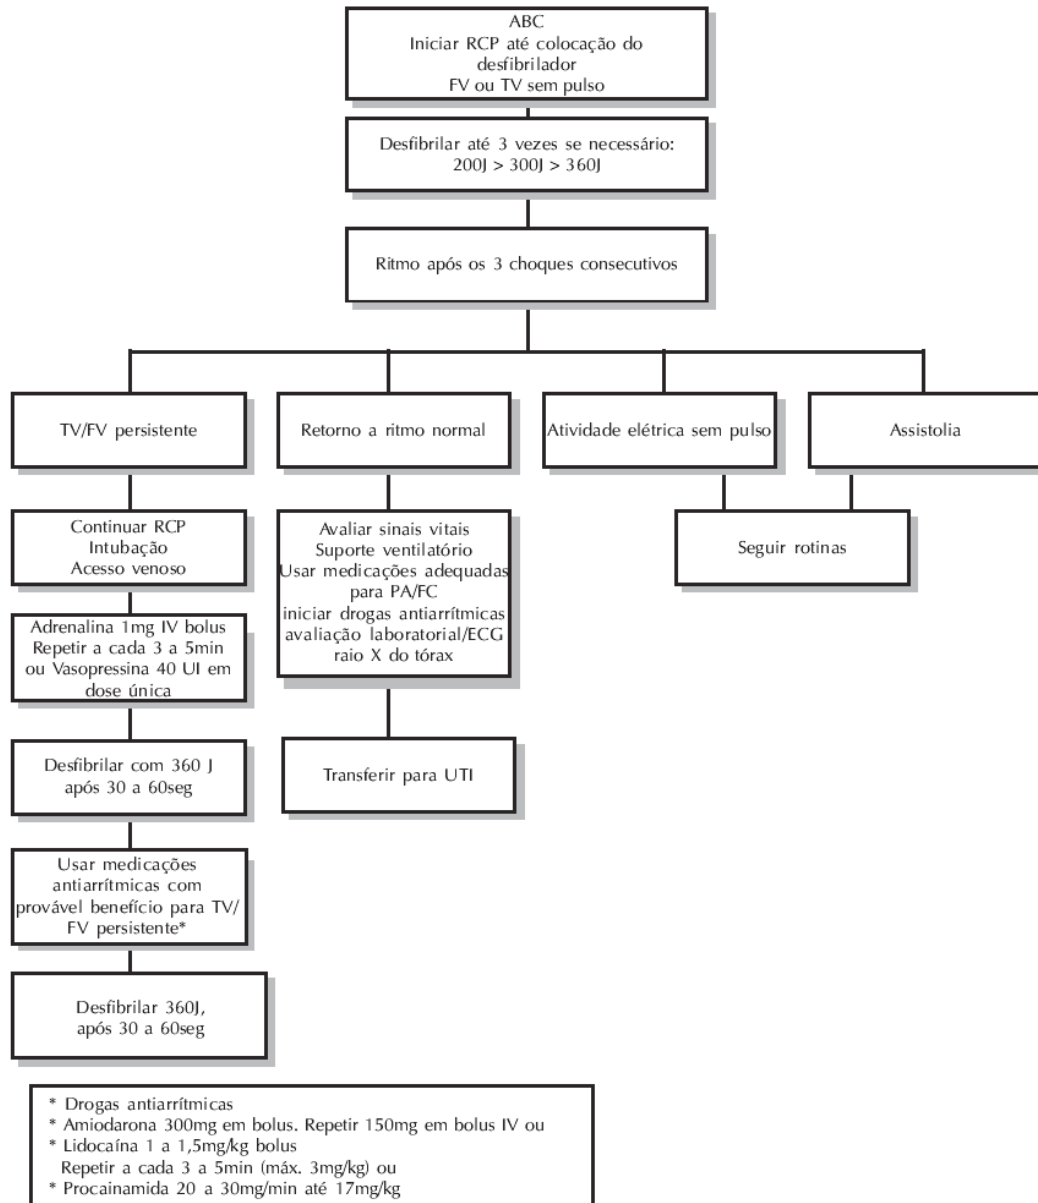 ABC
Iniciar RCP até colocação do
desfibrilador
FV ou TV sem pulso
Desfibrilar até 3 vezes se necessário:
200J > 300J > 360J
Ritmo após os 3 choques consecutivos
TV/FV persistente
Continuar RCP
Intubação
Acesso venoso
Adrenalina 1mg IV bolus
Repetir a cada 3 a 5min
ou Vasopressina 40 UI em
dose única
Desfibrilar com 360 J
após 30 a 60seg
Usar medicações
antiarrítmicas com
provável benefício para TV/
FV persistente*
Desfibrilar 360J,
após 30 a 60seg
Retorno a ritmo normal
Avaliar sinais vitais
Suporte ventilatório
Usar medicações adequadas
para PA/FC
iniciar drogas antiarrítmicas
avaliação laboratorial/ECG
raio X do tórax
Transferir para UTI
Atividade elétrica sem pulso
Assistolia
Seguir rotinas
* Drogas antiarrítmicas
* Amiodarona 300mg em bolus. Repetir 150mg em bolus IV ou
* Lidocaína 1 a 1,5mg/kg bolus
Repetir a cada 3 a 5min (máx. 3mg/kg) ou
* Procainamida 20 a 30mg/min até 17mg/kg